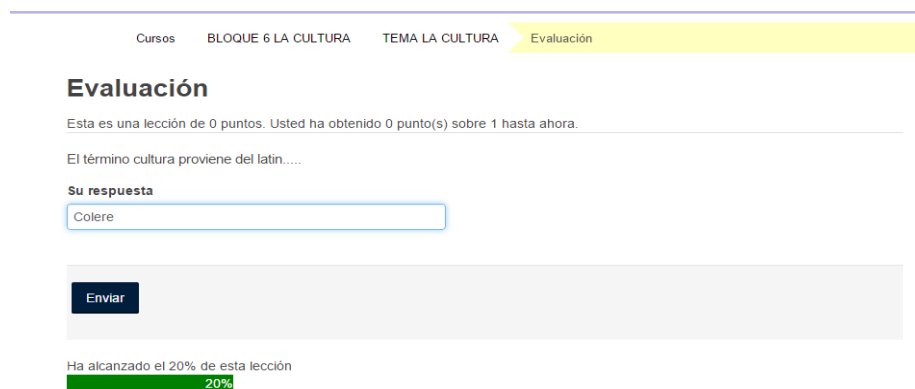 Cursos BLOQUE 6 LA CULTURA TEMA LA CULTURA Evaluación
Evaluación
Esta es una lección de 0 puntos. Usted ha obtenido 0 punto(s) sobre 1 hasta ahora.
El término cultura proviene del latin.....
Su respuesta
Colere
Enviar
Ha alcanzado el 20% de esta lección
20%